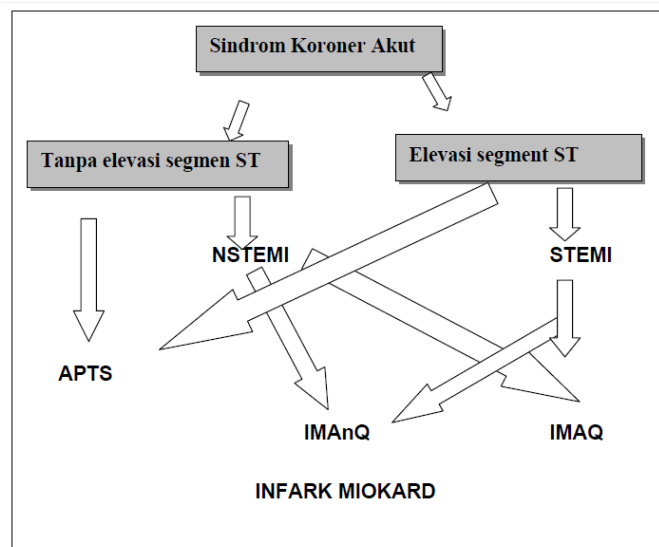 Sindrom Koroner Akut
Tanpa elevasi segmen ST
Elevasi segment ST
NSTEMI
STEMI
APTS
IMAnQ
IMAQ
INFARK MIOKARD